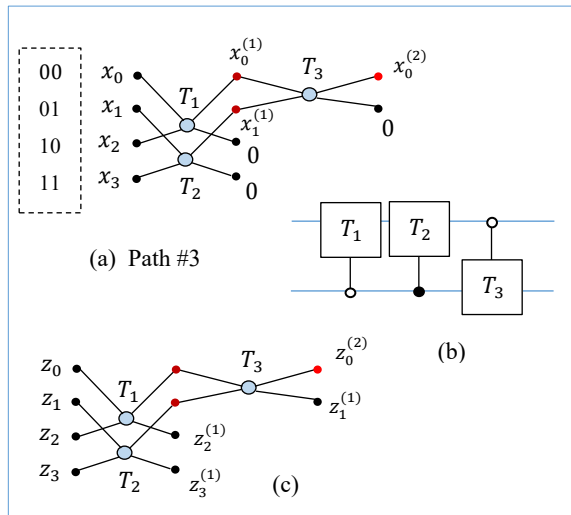 00
01
10
11
x₀
x₁
x₂
x₃
T₁
T₂
x₀⁽¹⁾
x₁⁽¹⁾
0
0
T₃
x₀⁽²⁾
0
(a) Path #3
T₁
T₂
T₃
(b)
z₀
z₁
z₂
z₃
T₁
T₂
T₃
z₀⁽²⁾
z₁⁽¹⁾
z₂⁽¹⁾
z₃⁽¹⁾
(c)